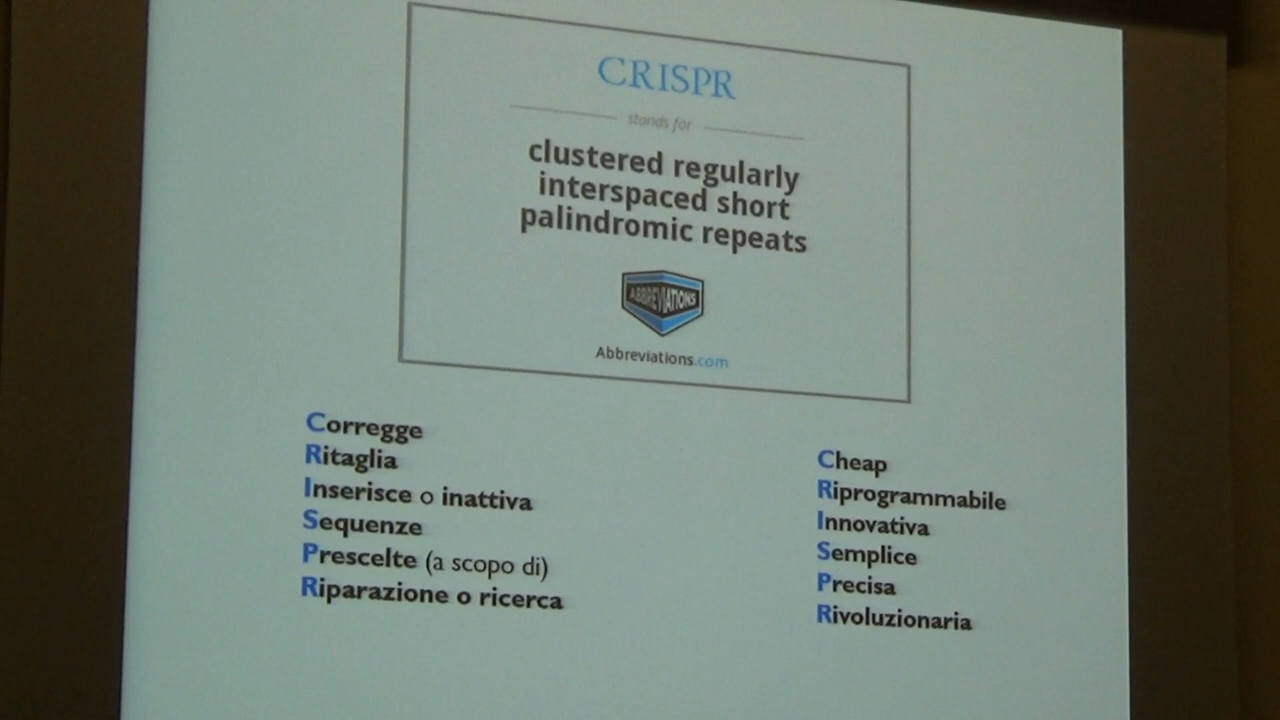 CRISPR
stands for
clustered regularly
interspaced short
palindromic repeats
ABBREVIATIONS
Abbreviations.com
Corregge
Ritaglia
Inserisce o inattiva
Sequenze
Prescelte (a scopo di)
Riparazione o ricerca
Cheap
Riprogrammabile
Innovativa
Semplice
Precisa
Rivoluzionaria